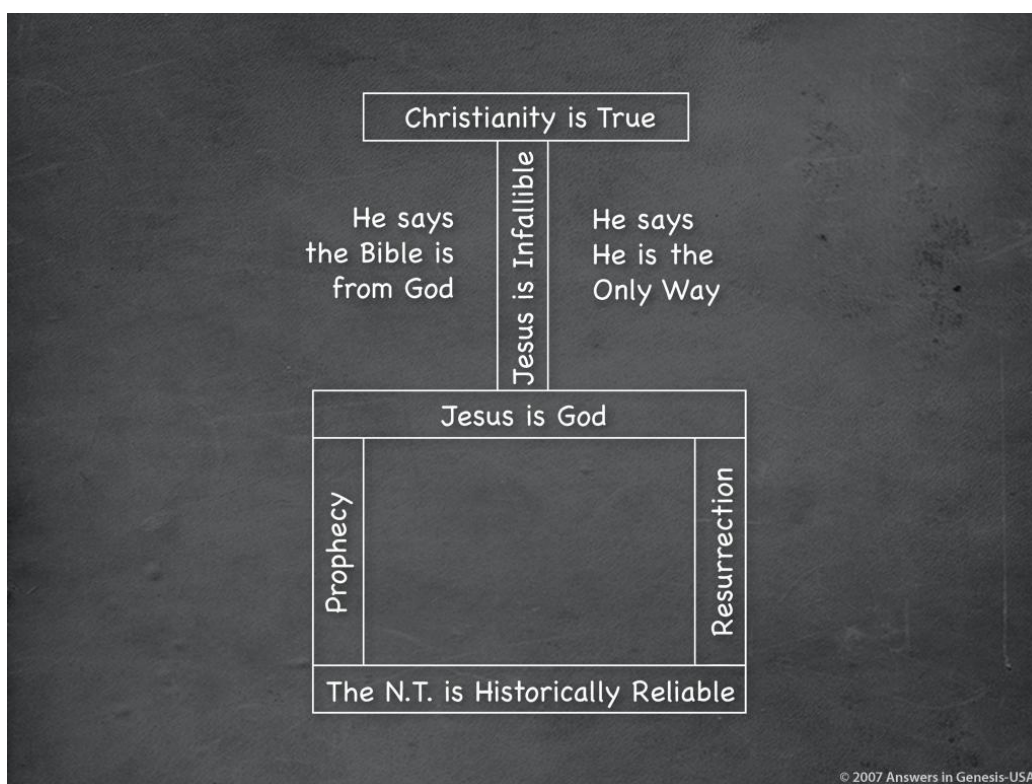 Christianity is True
He says
the Bible is
from God
Jesus is Infallible
He says
He is the
Only Way
Jesus is God
Prophecy
Resurrection
The N.T. is Historically Reliable
© 2007 Answers in Genesis-USA